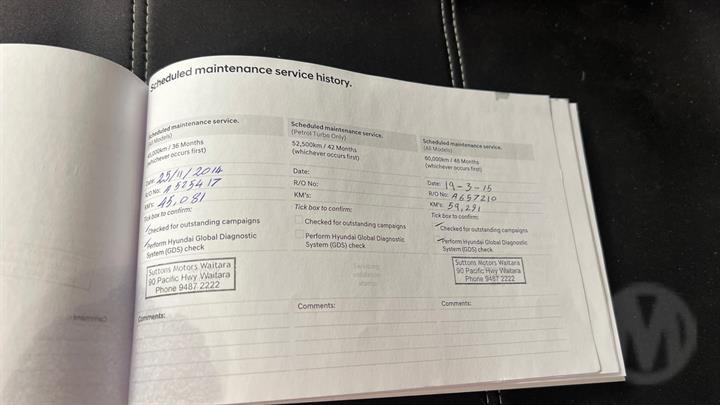 Scheduled maintenance service history.
Scheduled maintenance service.
(All Models)
45,000km / 36 Months
(whichever occurs first)
Date: 25/11/2014
R/O No: A525417
KM's: 45,081
Tick box to confirm:
Checked for outstanding campaigns
Perform Hyundai Global Diagnostic
System (GDS) check
Suttons Motors Waitara
90 Pacific Hwy Waitara
Phone 9487 2222
Comments:
Scheduled maintenance service.
(Petrol Turbo Only)
52,500km / 42 Months
(whichever occurs first)
Date:
R/O No:
KM's:
Tick box to confirm:
Checked for outstanding campaigns
Perform Hyundai Global Diagnostic
System (GDS) check
Servicing
validation
stamp
Comments:
Scheduled maintenance service.
(All Models)
60,000km / 48 Months
(whichever occurs first)
Date: 19-3-15
R/O No: A657210
KM's: 59,291
Tick box to confirm:
Checked for outstanding campaigns
Perform Hyundai Global Diagnostic
System (GDS) check
Suttons Motors Waitara
90 Pacific Hwy Waitara
Phone 9487 2222
Comments: